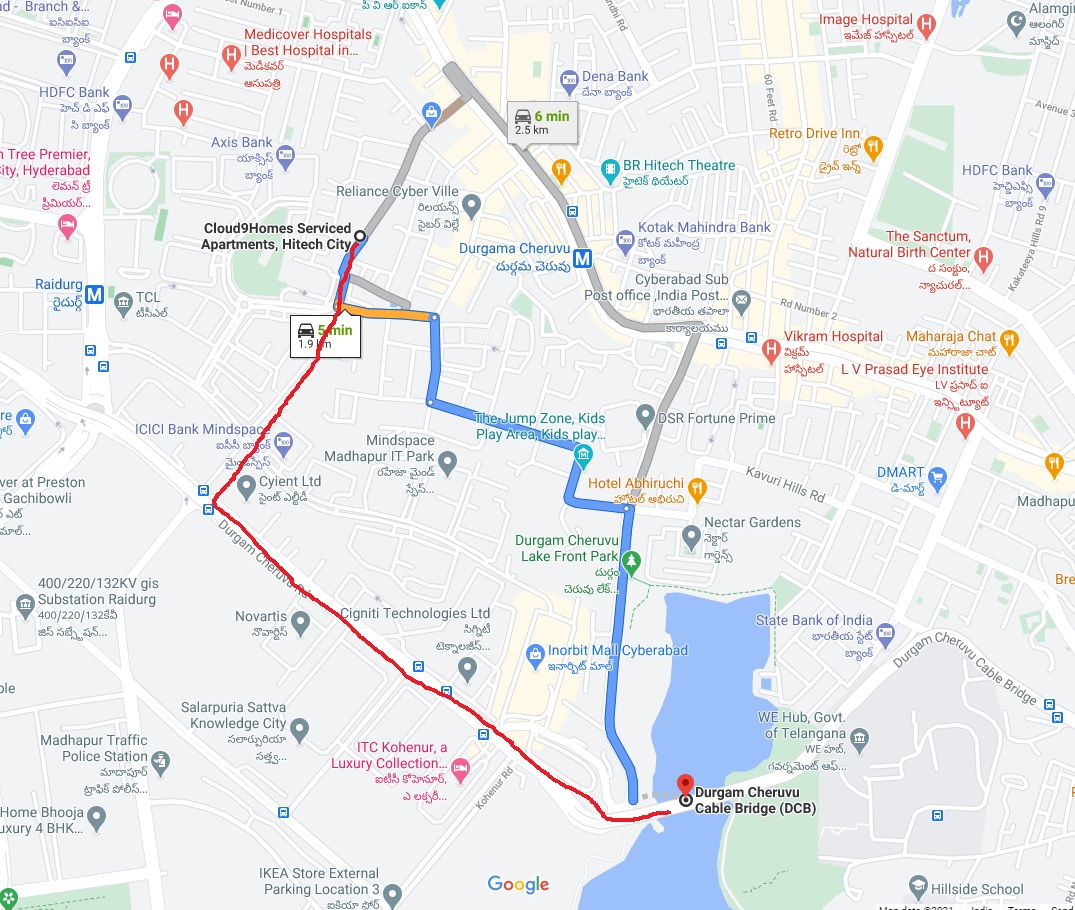 ad - Branch &...
ఐసిఐసిఐ
బ్యాంక్
పి వి ఆర్ ఐకాన్
Image Hospital
ఇమేజ్ హాస్పిటల్
Alamgir
ఆలంగీర్
మాస్జిద్
Medicover Hospitals
| Best Hospital in...
మెడికవర్
ఆసుపత్రి
HDFC Bank
హెచ్ డి ఎఫ్
సి బ్యాంక్
Dena Bank
దేనా బ్యాంక్
60 Feet Rd
Avenue 3
6 min
2.5 km
Axis Bank
యాక్సిస్
బ్యాంక్
Retro Drive Inn
రెట్రో
డ్రైవ్ ఇన్న్
n Tree Premier,
City, Hyderabad
లెమన్ ట్రీ
ప్రీమియర్...
BR Hitech Theatre
హైటెక్ థియేటర్
HDFC Bank
హెచ్డిఎఫ్సి
బ్యాంక్
Reliance Cyber Ville
రిలయన్స్
సైబర్ విల్లే
Cloud9Homes Serviced
Apartments, Hitech City
Kotak Mahindra Bank
కోటక్ మహీంద్ర
బ్యాంక్
Durgama Cheruvu
దుర్గమ చెరువు
The Sanctum,
Natural Birth Center
ద సంక్టం,
న్యాచురల్...
Kakateeya Hills Rd 9
Raidurg
రైదుర్గ్
TCL
టీసీఎల్
Cyberabad Sub
Post office ,India Post...
భారతీయ తపాలా
కార్యాలయము
Rd Number 2
5 min
1.9 km
Vikram Hospital
విక్రమ్
హాస్పిటల్
Maharaja Chat
మహారాజా చాట్
L V Prasad Eye Institute
LV ప్రసాద్ ఐ
ఇన్స్టిట్యూట్
The Jump Zone, Kids
Play Area, Kids play...
DSR Fortune Prime
ICICI Bank Mindspace
ఐసీసీ బ్యాంక్
మైండ్స్పేస్
Mindspace
Madhapur IT Park
రహేజా మైండ్
స్పేస్...
ver at Preston
Gachibowli
Cyient Ltd
సైంట్ ఎల్టీడీ
Hotel Abhiruchi
హోటల్ అభిరుచి
Kavuri Hills Rd
DMART
డి-మార్ట్
Madhapu
Durgam Cheruvu Rd
Durgam Cheruvu
Lake Front Park
దుర్గం
చెరువు లేక్...
Nectar Gardens
నెక్టార్
గార్డెన్స్
400/220/132KV gis
Substation Raidurg
400/220/132కేవీ
జిస్ సబ్స్టేషన్...
Novartis
నొవార్టిస్
Cigniti Technologies Ltd
సిగ్నిటీ
టెక్నాలజీస్...
State Bank of India
భారతీయ స్టేట్
బ్యాంక్
Inorbit Mall Cyberabad
ఇనార్బిట్ మాల్
Durgam Cheruvu Cable Bridge
Salarpuria Sattva
Knowledge City
సలార్పురియా
సత్వ...
WE Hub, Govt.
of Telangana
WE హబ్,
గవర్నమెంట్ ఆఫ్...
Madhapur Traffic
Police Station
మాదాపూర్
ట్రాఫిక్ పోలీస్...
ITC Kohenur, a
Luxury Collection...
ఐటీసీ కోహెనూర్,
ఎ లక్సరీ...
Kohenur Rd
Durgam Cheruvu
Cable Bridge (DCB)
Home Bhooja
uxury 4 BHK...
IKEA Store External
Parking Location 3
ఐకియా స్టోర్
Google
Hillside School